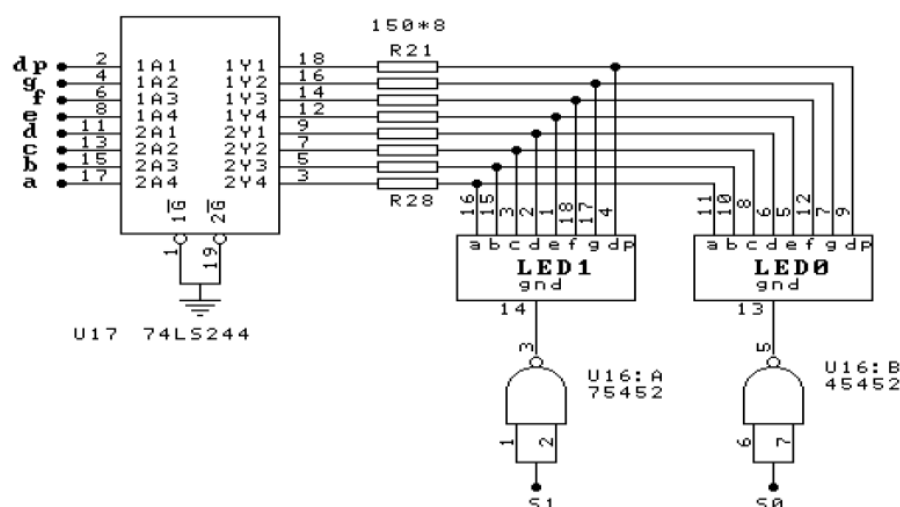 150*8
R21
dp 2 1A1 1Y1 18
g 4 1A2 1Y2 16
f 6 1A3 1Y3 14
e 8 1A4 1Y4 12
d 11 2A1 2Y1 9
c 13 2A2 2Y2 7
b 15 2A3 2Y3 5
a 17 2A4 2Y4 3
R28
1G 2G
1 19
U17 74LS244
16 15 3 2 1 18 17 4
a b c d e f g dp
LED1
gnd
14
11 10 8 6 5 12 7 9
a b c d e f g dp
LED0
gnd
13
3
U16:A
75452
1 2
S1
5
U16:B
45452
6 7
S0